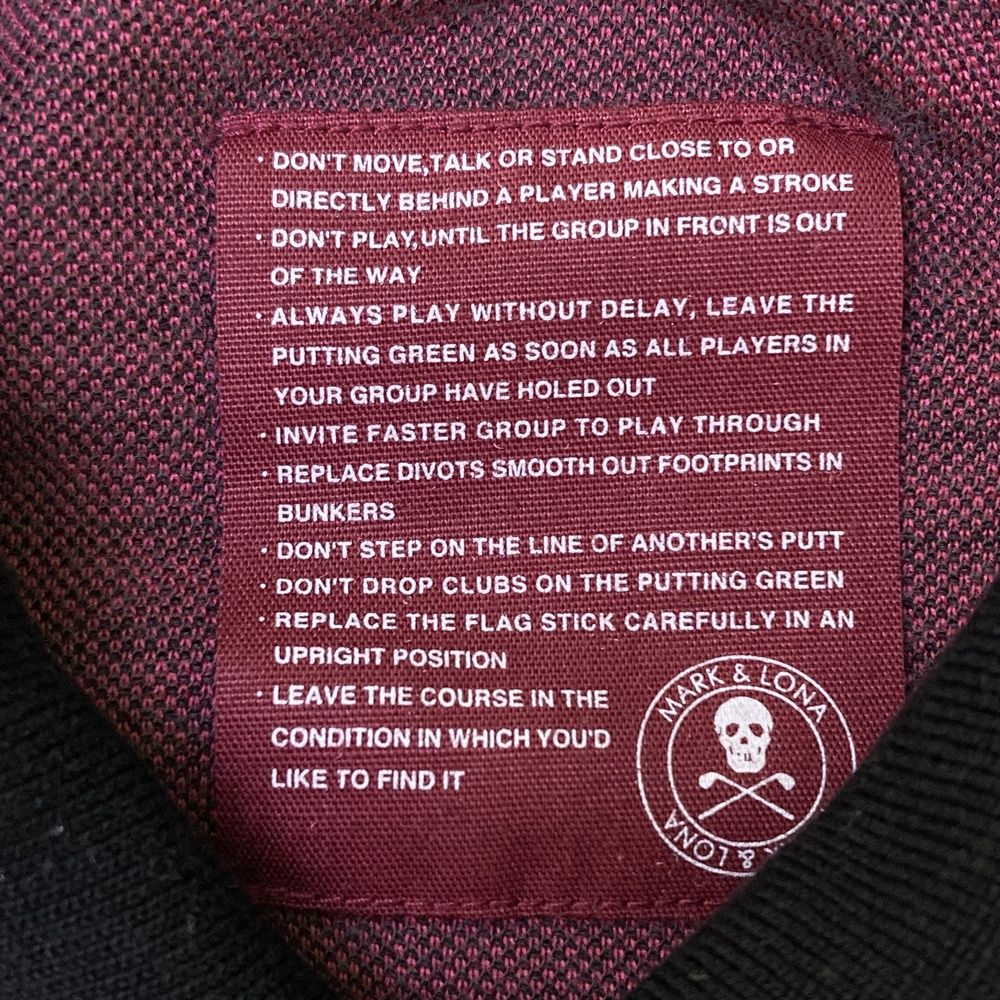 · DON'T MOVE,TALK OR STAND CLOSE TO OR
DIRECTLY BEHIND A PLAYER MAKING A STROKE
· DON'T PLAY,UNTIL THE GROUP IN FRONT IS OUT
OF THE WAY
· ALWAYS PLAY WITHOUT DELAY, LEAVE THE
PUTTING GREEN AS SOON AS ALL PLAYERS IN
YOUR GROUP HAVE HOLED OUT
· INVITE FASTER GROUP TO PLAY THROUGH
· REPLACE DIVOTS SMOOTH OUT FOOTPRINTS IN
BUNKERS
· DON'T STEP ON THE LINE OF ANOTHER'S PUTT
· DON'T DROP CLUBS ON THE PUTTING GREEN
· REPLACE THE FLAG STICK CAREFULLY IN AN
UPRIGHT POSITION
· LEAVE THE COURSE IN THE
CONDITION IN WHICH YOU'D
LIKE TO FIND IT
MARK & LONA
& LONA